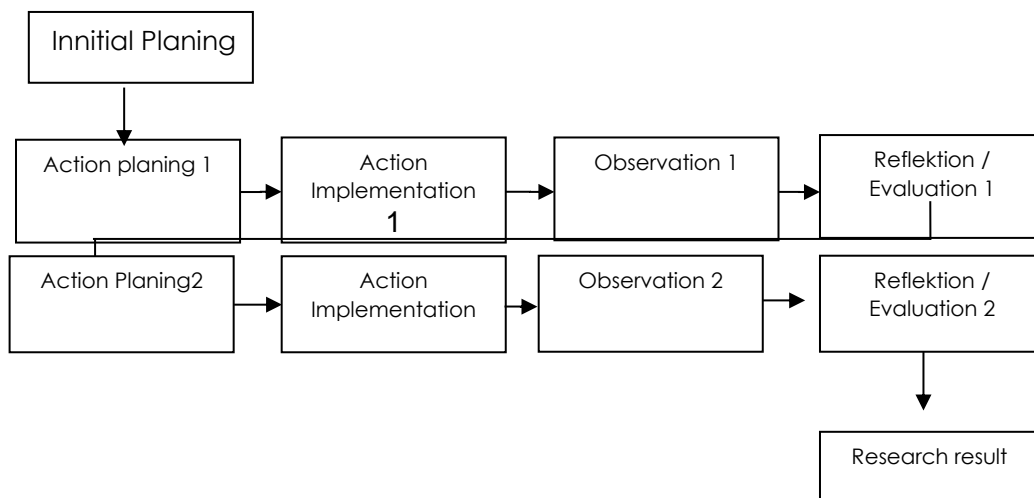 Innitial Planing
Action planing 1
Action
Implementation
1
Observation 1
Reflektion /
Evaluation 1
Action Planing2
Action
Implementation
Observation 2
Reflektion /
Evaluation 2
Research result